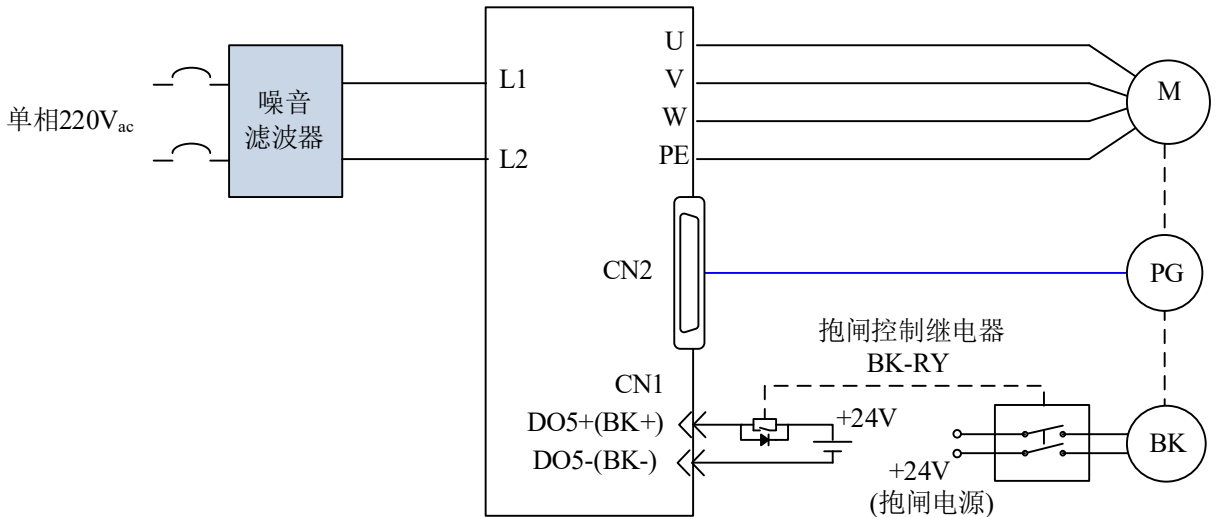 单相220Vac
噪音
滤波器
L1
L2
U
V
W
PE
M
CN2
PG
抱闸控制继电器
BK-RY
CN1
DO5+(BK+)
+24V
DO5-(BK-)
+24V
(抱闸电源)
BK